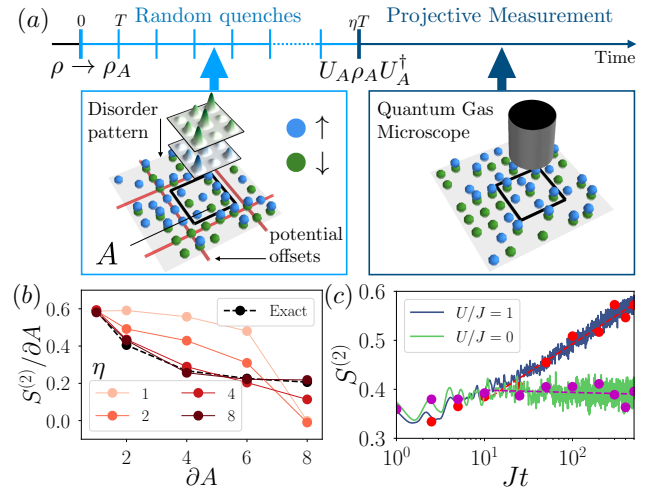 (a) Random quenches Projective Measurement
0 T ηT
Time
ρ → ρ_A U_A ρ_A U_A^†
Disorder pattern
↑
↓
A
potential offsets
Quantum Gas Microscope
(b)
S^(2)/∂A
0.6
0.4
0.2
0.0
Exact
η
1 4
2 8
2 4 6 8
∂A
(c)
S^(2)
0.6
0.5
0.4
0.3
U/J = 1
U/J = 0
10^0 10^1 10^2
Jt